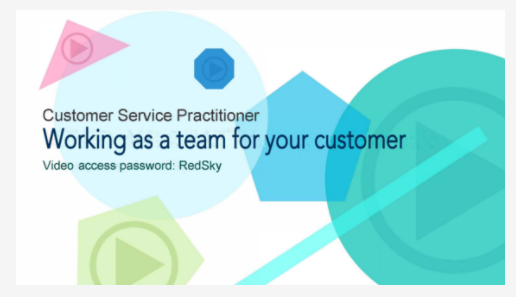 Customer Service Practitioner
Working as a team for your customer
Video access password: RedSky